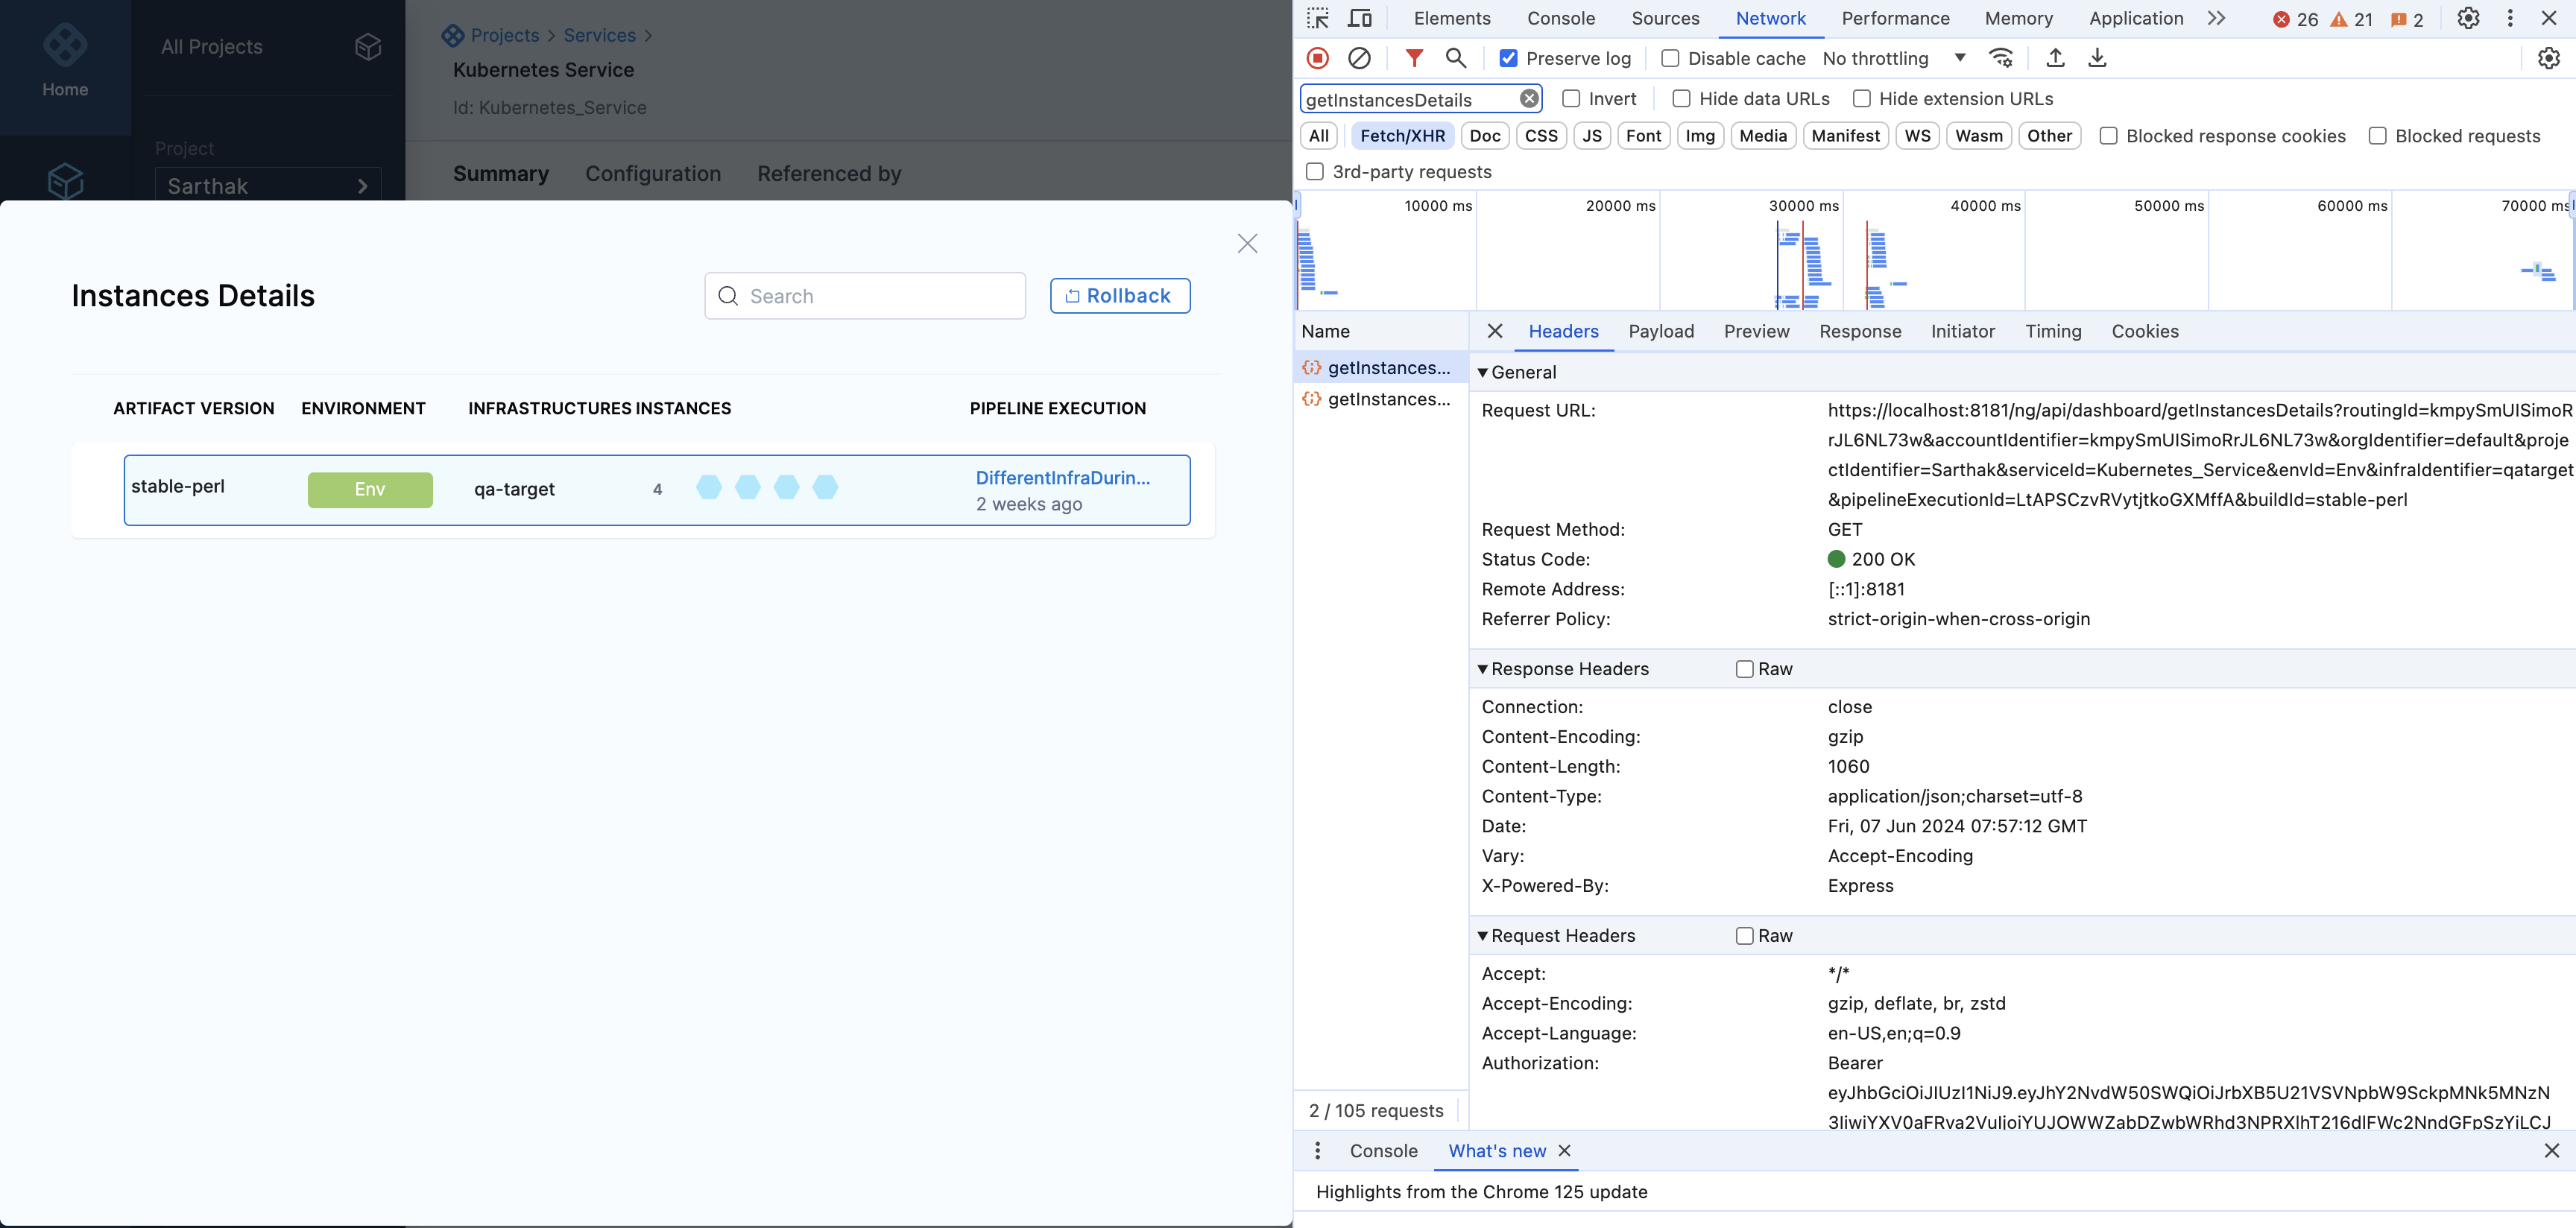 Home
All Projects
Project
Sarthak
Projects > Services >
Kubernetes Service
Id: Kubernetes_Service
Summary Configuration Referenced by
Instances Details
Search
Rollback
ARTIFACT VERSION ENVIRONMENT INFRASTRUCTURES INSTANCES PIPELINE EXECUTION
stable-perl Env qa-target 4 DifferentInfraDurin...
2 weeks ago
Elements Console Sources Network Performance Memory Application 26 21 2
Preserve log Disable cache No throttling
getInstancesDetails Invert Hide data URLs Hide extension URLs
All Fetch/XHR Doc CSS JS Font Img Media Manifest WS Wasm Other Blocked response cookies Blocked requests
3rd-party requests
10000 ms 20000 ms 30000 ms 40000 ms 50000 ms 60000 ms 70000 ms
Name
getInstances...
getInstances...
2 / 105 requests
Headers Payload Preview Response Initiator Timing Cookies
General
Request URL: https://localhost:8181/ng/api/dashboard/getInstancesDetails?routingId=kmpySmUISimoR
rJL6NL73w&accountIdentifier=kmpySmUISimoRrJL6NL73w&orgIdentifier=default&proje
ctIdentifier=Sarthak&serviceId=Kubernetes_Service&envId=Env&infraIdentifier=qatarget
&pipelineExecutionId=LtAPSCzvRVytjtkoGXMffA&buildId=stable-perl
Request Method: GET
Status Code: 200 OK
Remote Address: [::1]:8181
Referrer Policy: strict-origin-when-cross-origin
Response Headers Raw
Connection: close
Content-Encoding: gzip
Content-Length: 1060
Content-Type: application/json;charset=utf-8
Date: Fri, 07 Jun 2024 07:57:12 GMT
Vary: Accept-Encoding
X-Powered-By: Express
Request Headers Raw
Accept: */*
Accept-Encoding: gzip, deflate, br, zstd
Accept-Language: en-US,en;q=0.9
Authorization: Bearer
eyJhbGciOiJIUzI1NiJ9.eyJhY2NvdW50SWQiOiJrbXB5U21VSVNpbW9SckpMNk5MNzN
Console What's new
Highlights from the Chrome 125 update